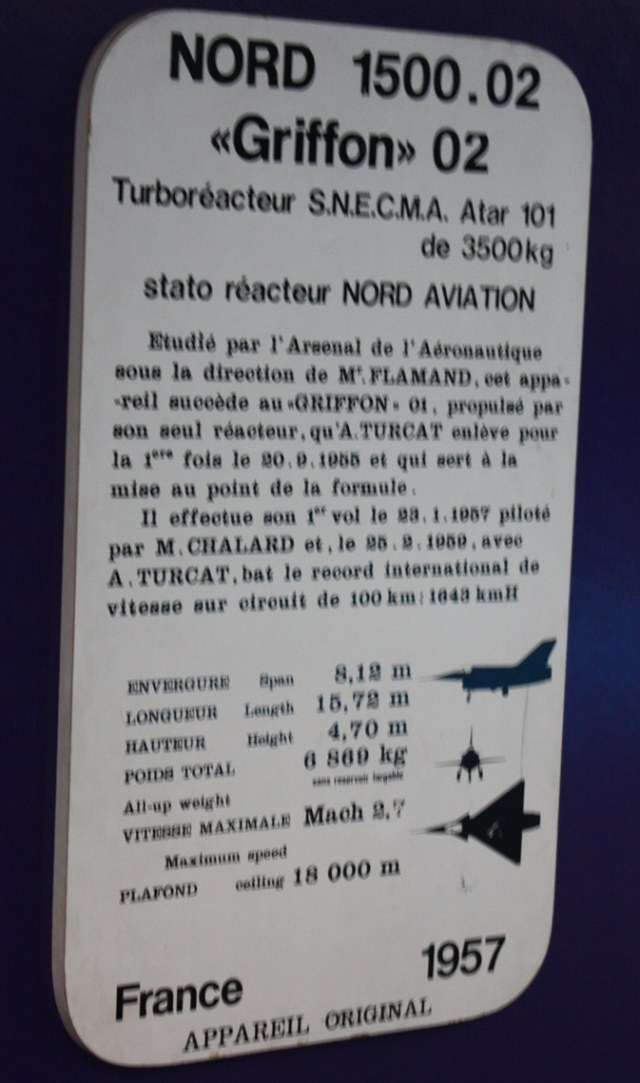 NORD 1500.02
«Griffon» 02
Turboréacteur S.N.E.C.M.A. Atar 101
de 3500kg
stato réacteur NORD AVIATION
Etudié par l'Arsenal de l'Aéronautique
sous la direction de Mr. FLAMAND, cet appa-
-reil succède au «GRIFFON» 01, propulsé par
son seul réacteur, qu'A.TURCAT enlève pour
la 1ère fois le 20.9.1955 et qui sert à la
mise au point de la formule.
Il effectue son 1er vol le 23.1.1957 piloté
par M.CHALARD et, le 25.2.1959, avec
A.TURCAT, bat le record international de
vitesse sur circuit de 100 km: 1643 kmH
ENVERGURE Span 8,12 m
LONGUEUR Length 15,72 m
HAUTEUR Height 4,70 m
POIDS TOTAL 6 869 kg
sans reservoir largable
All-up weight
VITESSE MAXIMALE Mach 2,7
Maximum speed
PLAFOND ceiling 18 000 m
France 1957
APPAREIL ORIGINAL